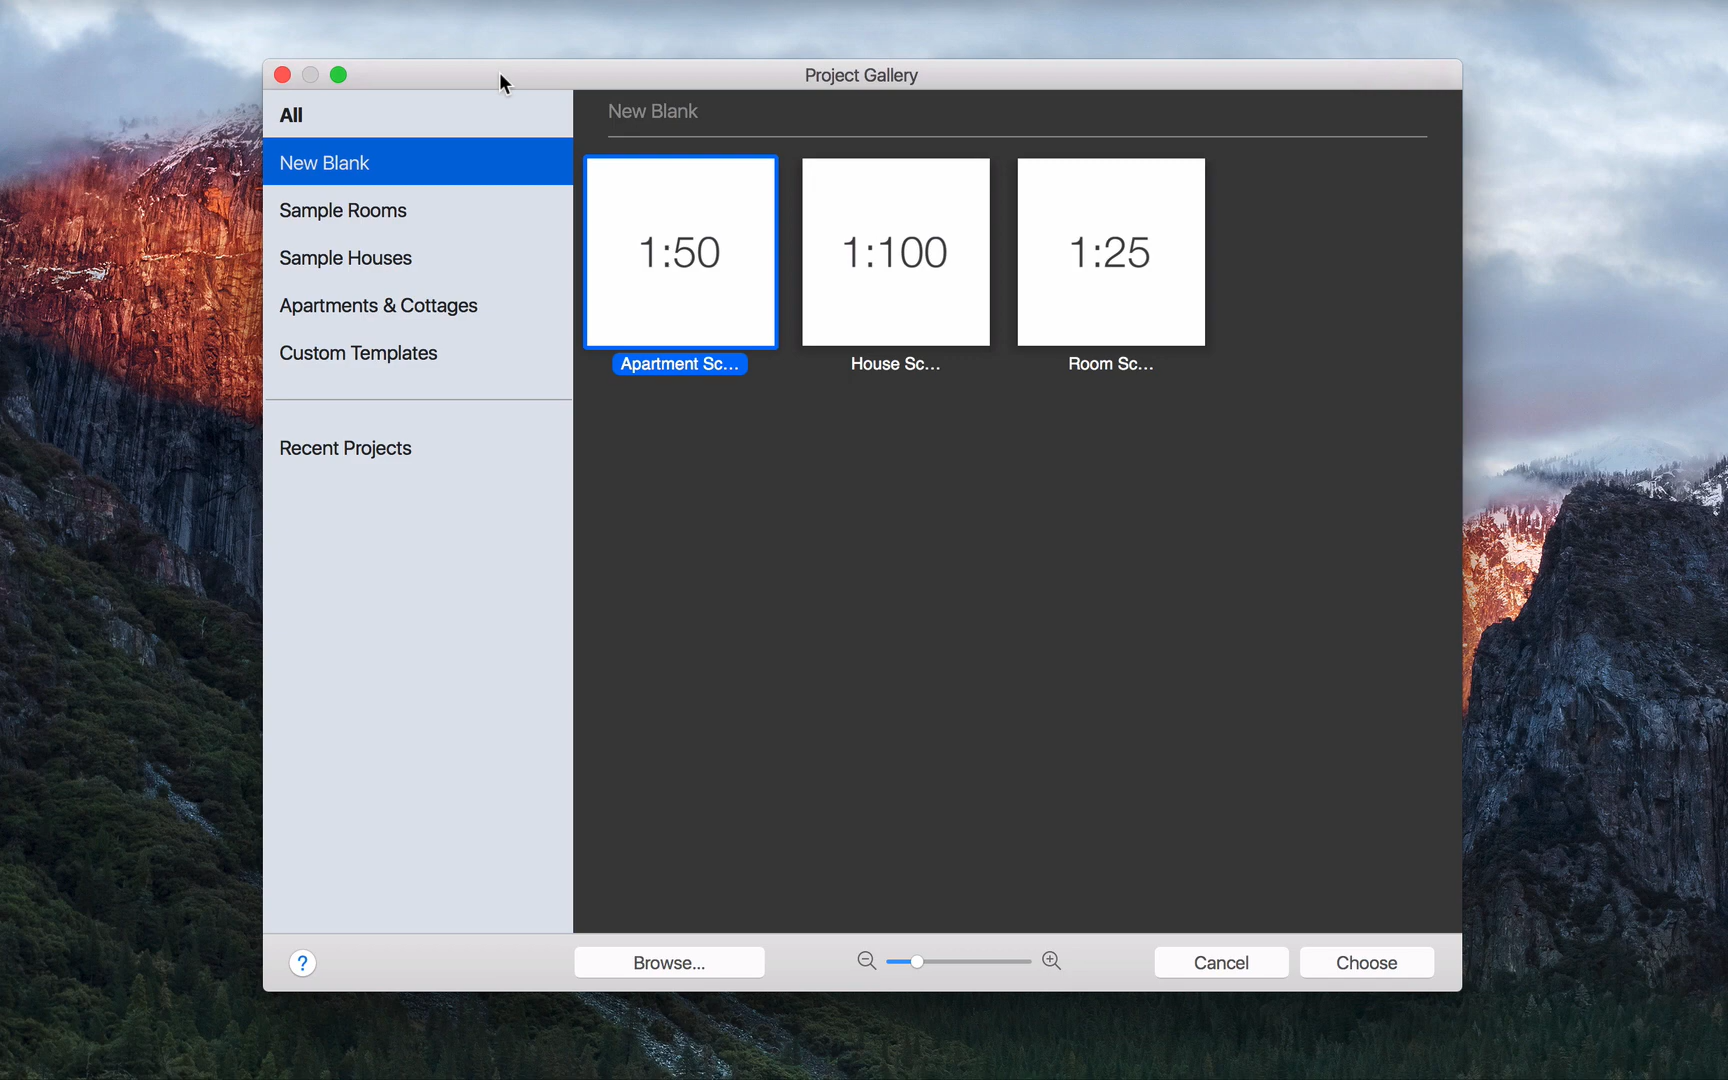 Project Gallery
All
New Blank
Sample Rooms
Sample Houses
Apartments & Cottages
Custom Templates
Recent Projects
New Blank
1:50
1:100
1:25
Apartment Sc...
House Sc...
Room Sc...
?
Browse...
Cancel
Choose